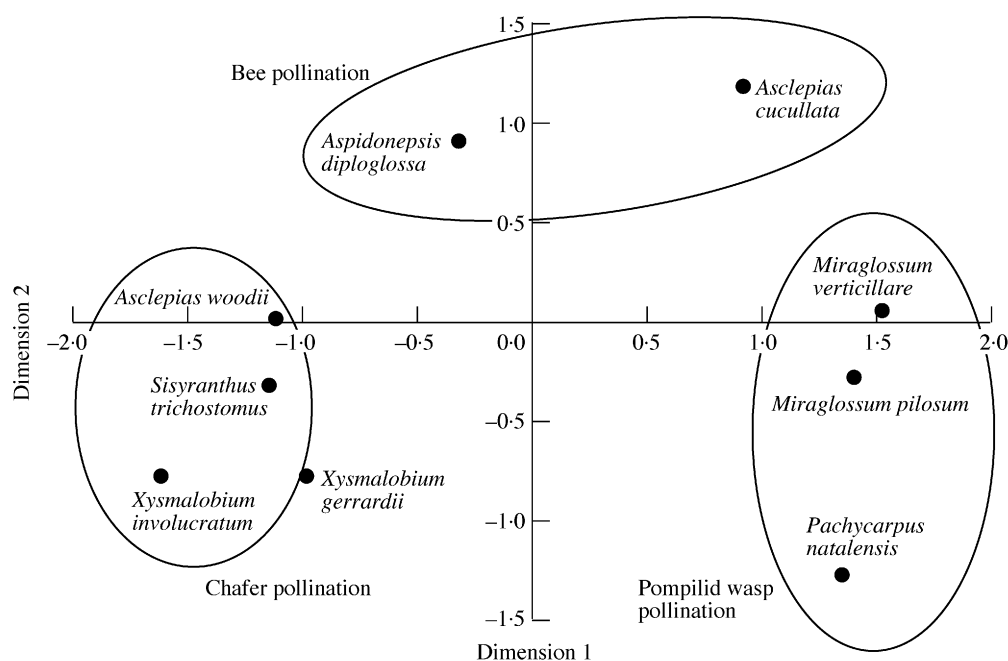 1·5
Bee pollination
Asclepias
cucullata
1·0
Aspidonepsis
diploglossa
0·5
Miraglossum
verticillare
Asclepias woodii
Dimension 2
–2·0
–1·5
–1·0
–0·5
0·0
0·5
1·0
1·5
2·0
Sisyranthus
trichostomus
Miraglossum pilosum
–0·5
Xysmalobium
gerrardii
Xysmalobium
involucratum
–1·0
Pachycarpus
natalensis
Chafer pollination
Pompilid wasp
pollination
–1·5
Dimension 1